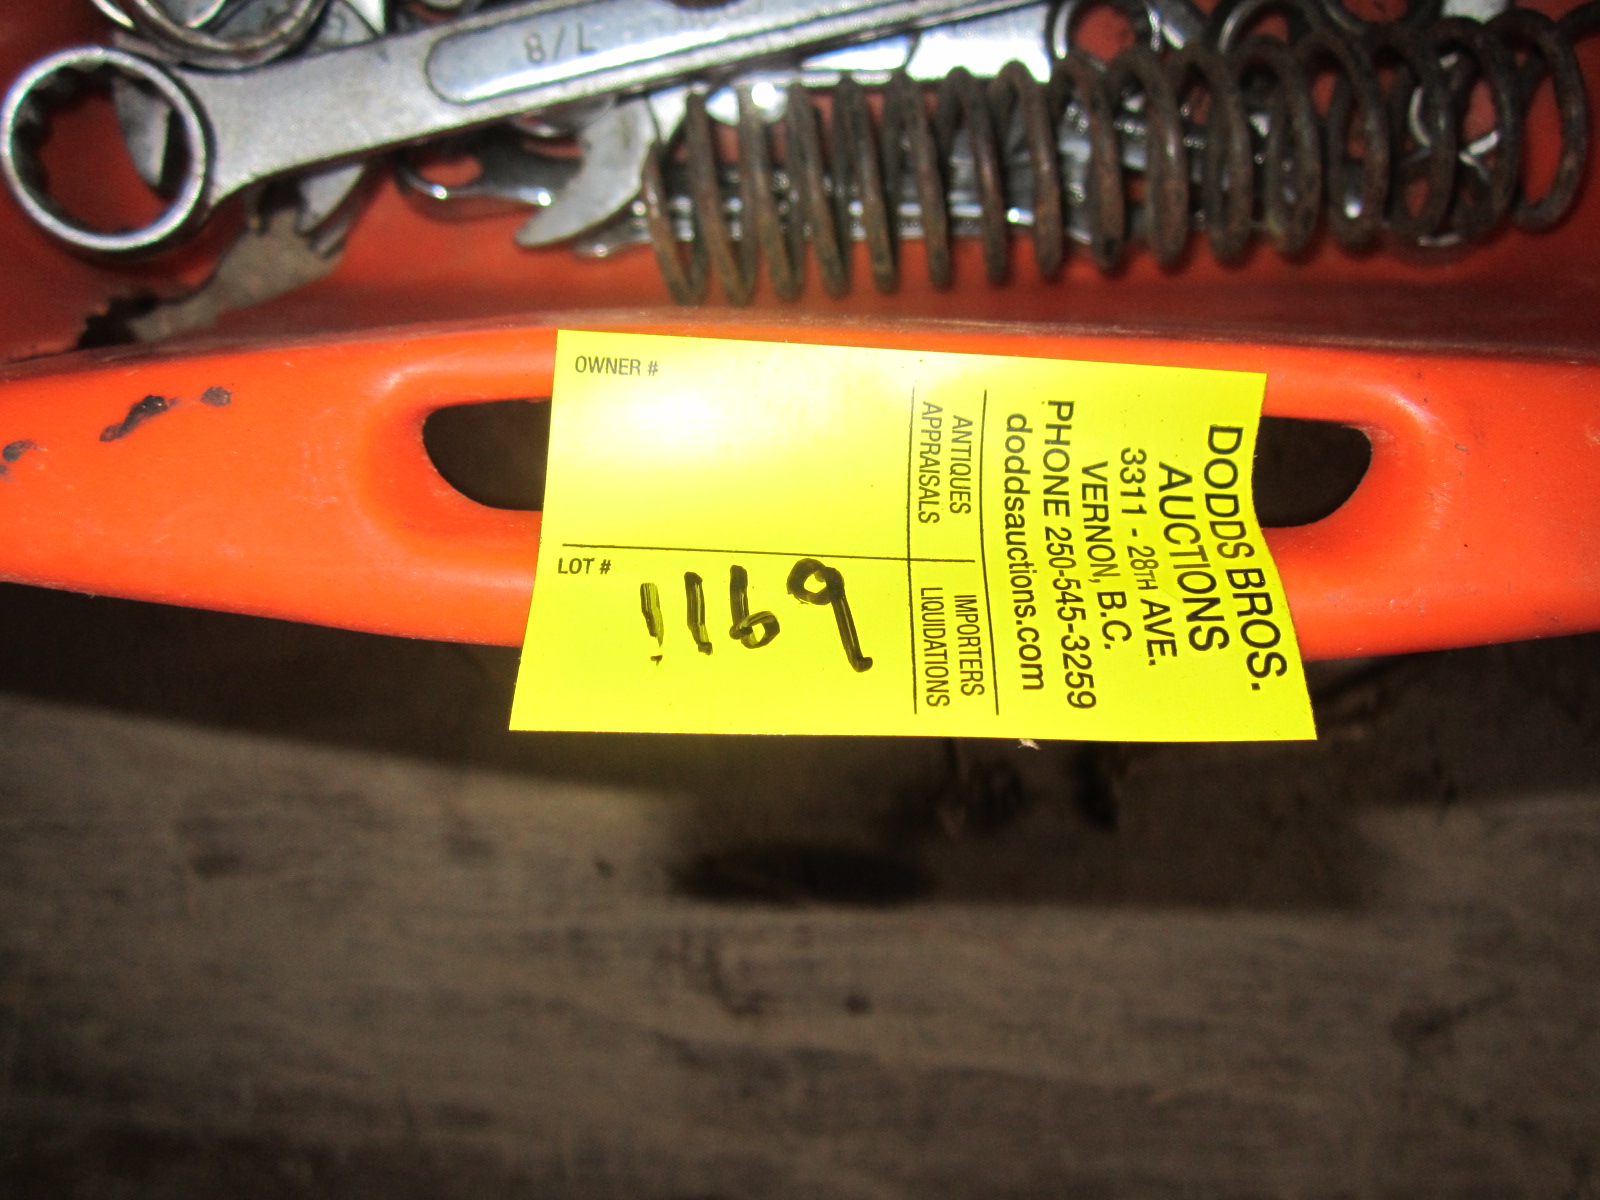 DODDS BROS.
AUCTIONS
3311 - 28TH AVE.
VERNON, B.C.
PHONE 250-545-3259
doddsauctions.com
ANTIQUES IMPORTERS
APPRAISALS LIQUIDATIONS
OWNER #
LOT #
1169
7/8